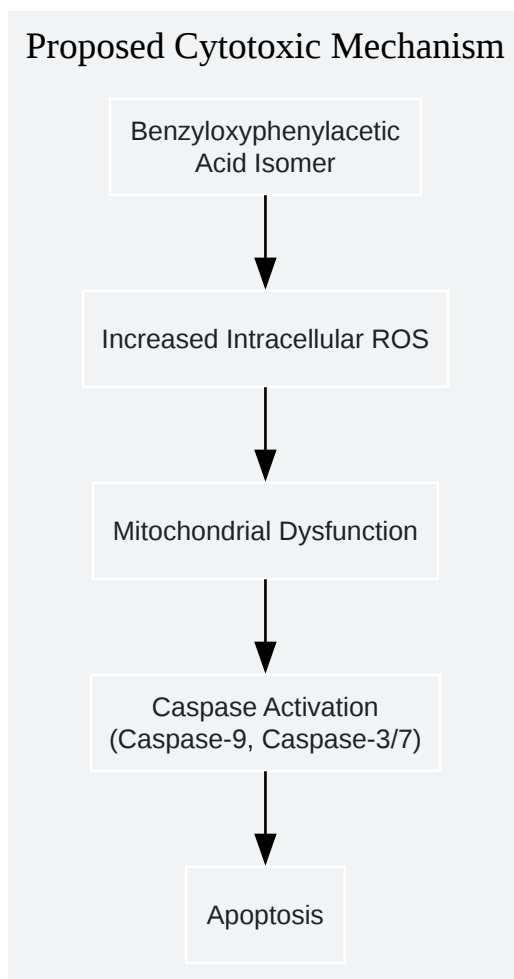 Proposed Cytotoxic Mechanism
Benzyloxyphenylacetic
Acid Isomer
Increased Intracellular ROS
Mitochondrial Dysfunction
Caspase Activation
(Caspase-9, Caspase-3/7)
Apoptosis